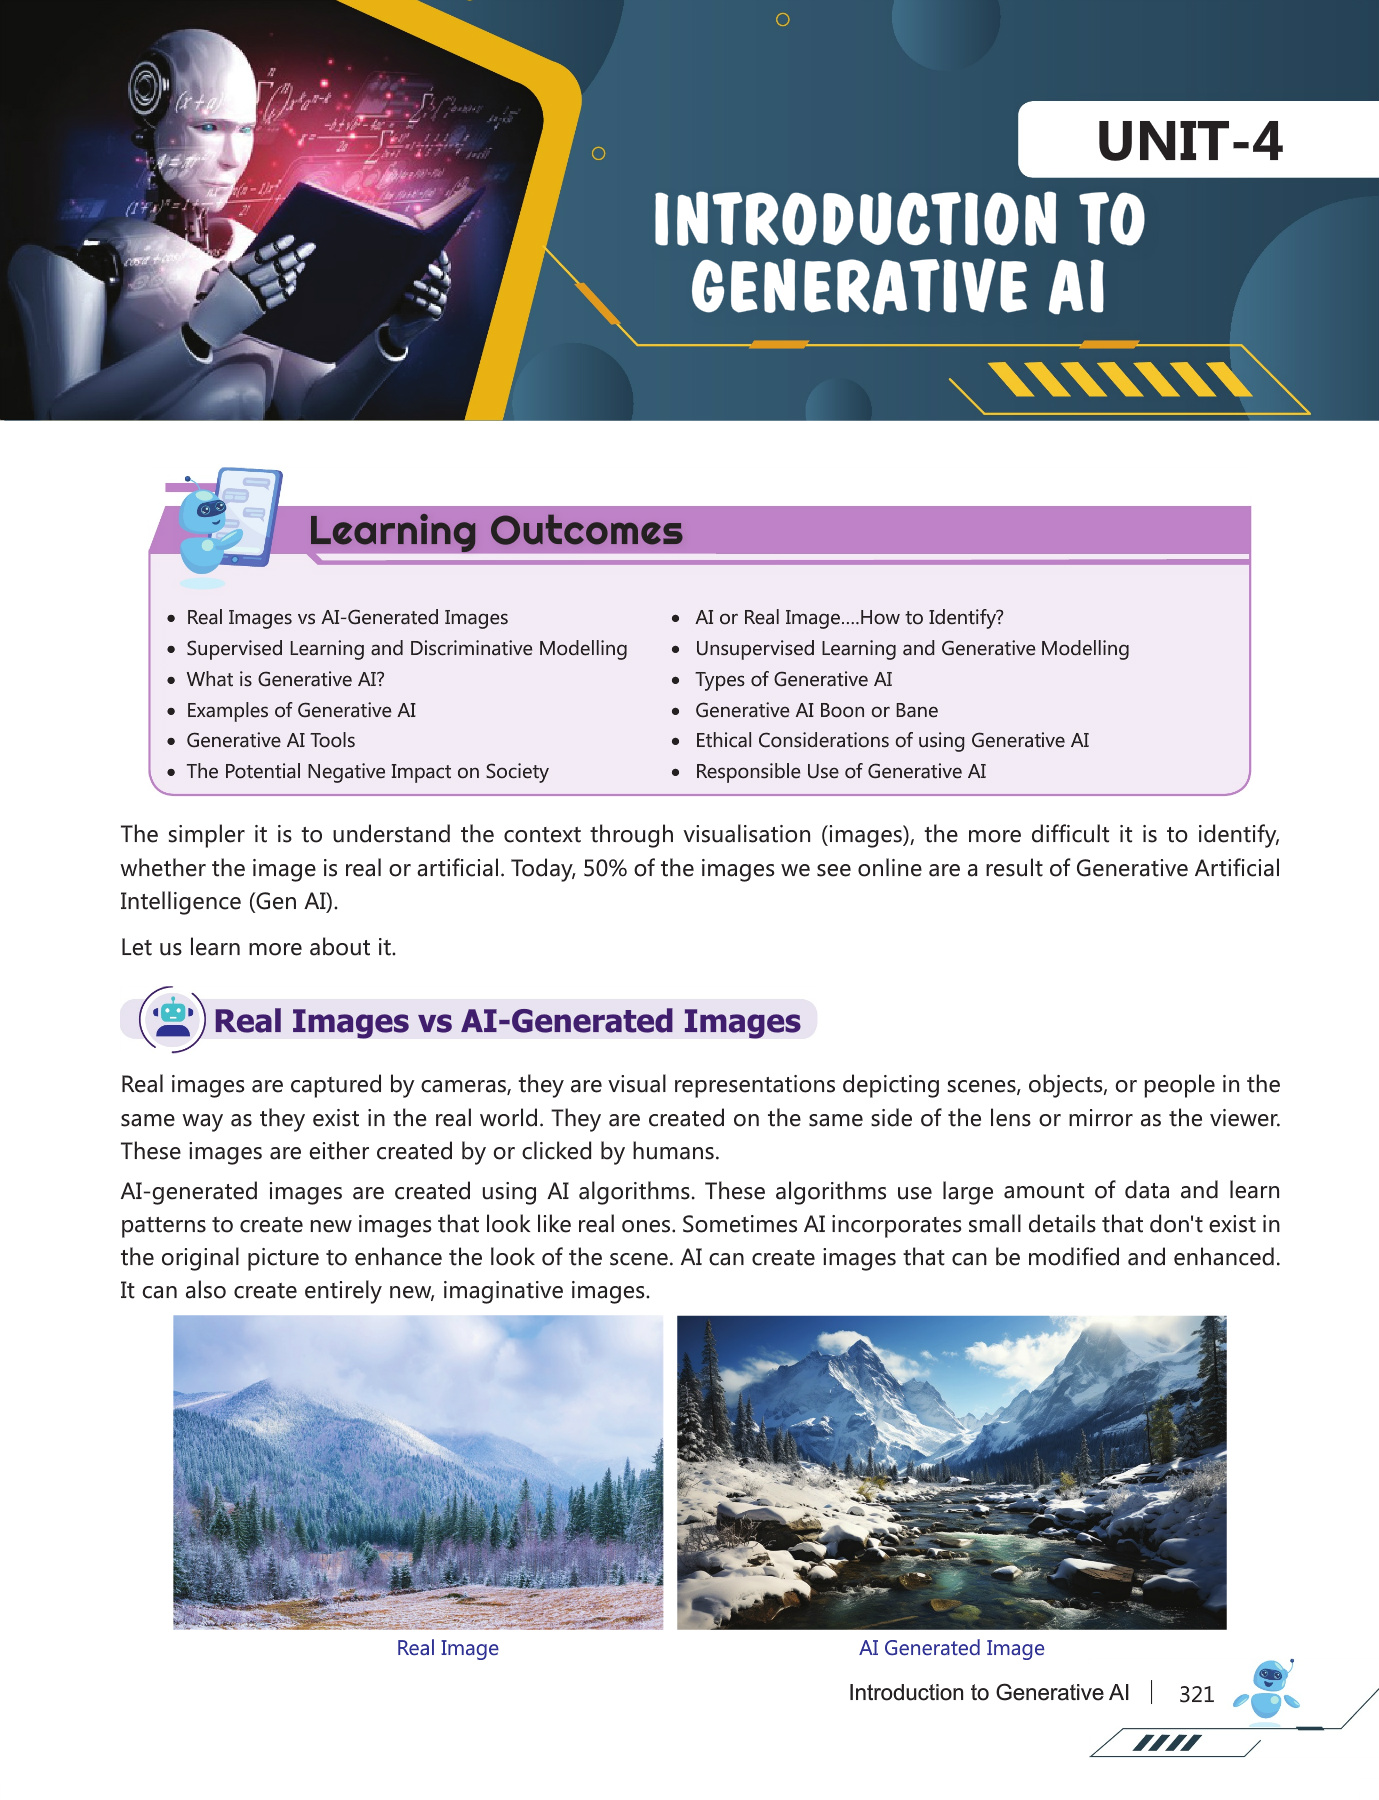 UNIT-4
INTRODUCTION TO
GENERATIVE AI
Learning Outcomes
• Real Images vs AI-Generated Images
• Supervised Learning and Discriminative Modelling
• What is Generative AI?
• Examples of Generative AI
• Generative AI Tools
• The Potential Negative Impact on Society
• AI or Real Image....How to Identify?
• Unsupervised Learning and Generative Modelling
• Types of Generative AI
• Generative AI Boon or Bane
• Ethical Considerations of using Generative AI
• Responsible Use of Generative AI
The simpler it is to understand the context through visualisation (images), the more difficult it is to identify,
whether the image is real or artificial. Today, 50% of the images we see online are a result of Generative Artificial
Intelligence (Gen AI).
Let us learn more about it.
Real Images vs AI-Generated Images
Real images are captured by cameras, they are visual representations depicting scenes, objects, or people in the
same way as they exist in the real world. They are created on the same side of the lens or mirror as the viewer.
These images are either created by or clicked by humans.
AI-generated images are created using AI algorithms. These algorithms use large amount of data and learn
patterns to create new images that look like real ones. Sometimes AI incorporates small details that don't exist in
the original picture to enhance the look of the scene. AI can create images that can be modified and enhanced.
It can also create entirely new, imaginative images.
Real Image
AI Generated Image
Introduction to Generative AI
321